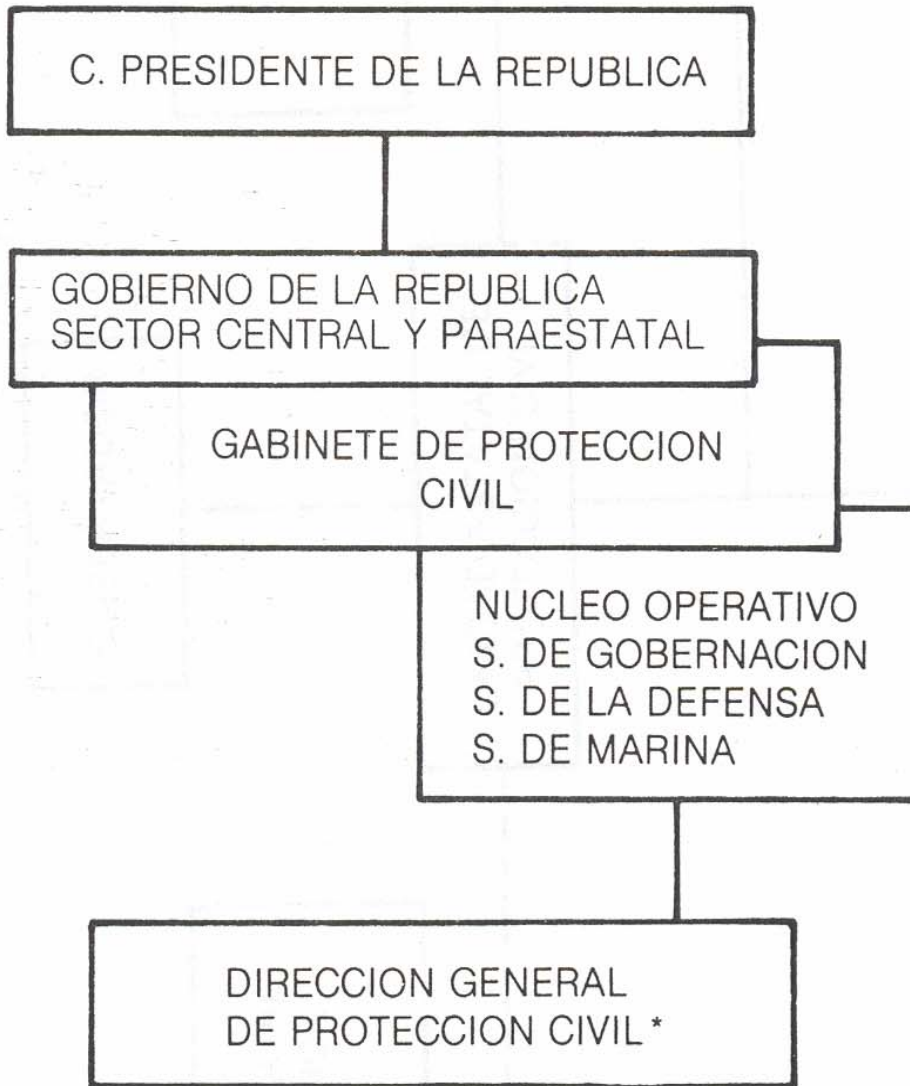 C. PRESIDENTE DE LA REPUBLICA
GOBIERNO DE LA REPUBLICA
SECTOR CENTRAL Y PARAESTATAL
GABINETE DE PROTECCION
CIVIL
NUCLEO OPERATIVO
S. DE GOBERNACION
S. DE LA DEFENSA
S. DE MARINA
DIRECCION GENERAL
DE PROTECCION CIVIL*